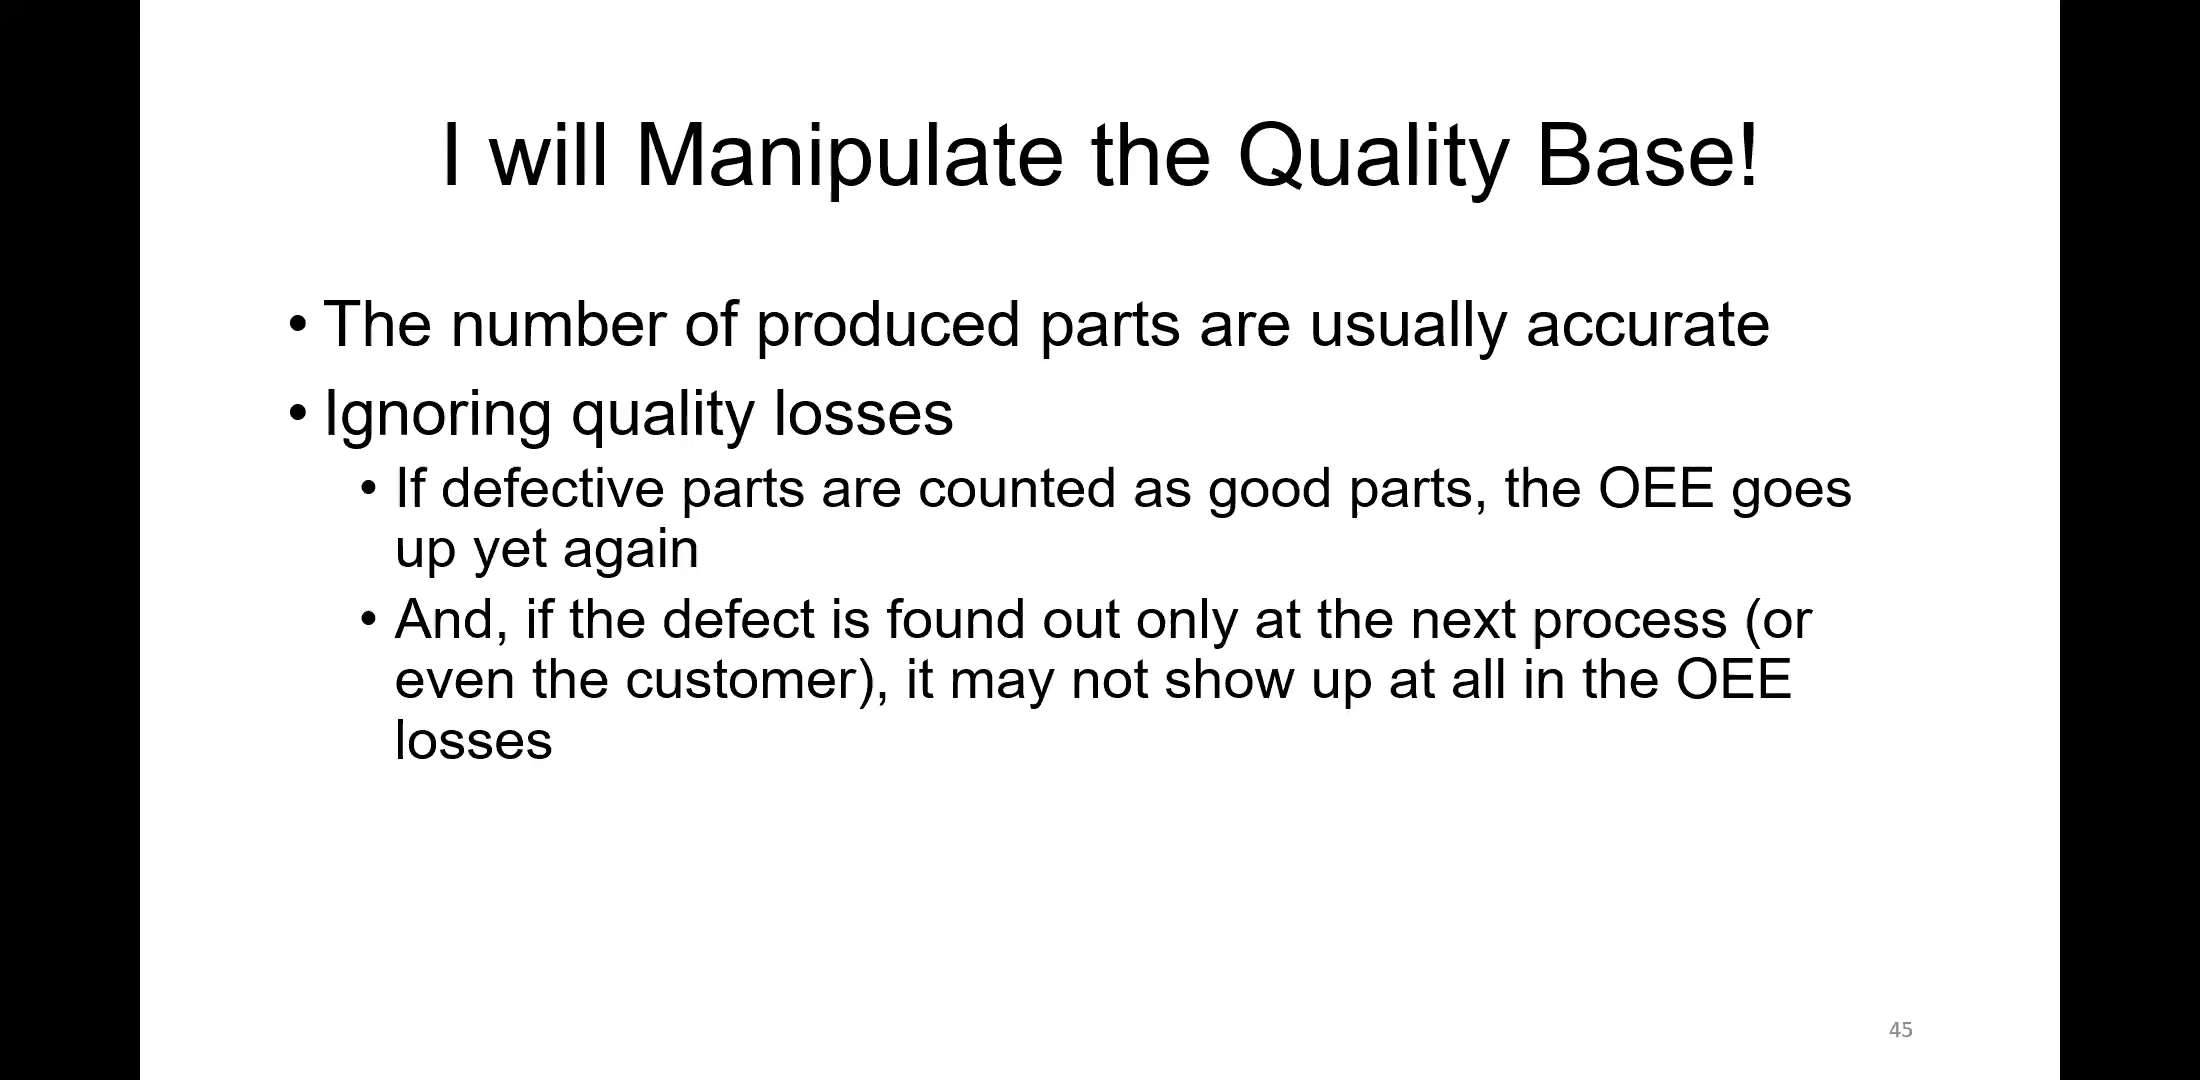 I will Manipulate the Quality Base!
• The number of produced parts are usually accurate
• Ignoring quality losses
• If defective parts are counted as good parts, the OEE goes
up yet again
• And, if the defect is found out only at the next process (or
even the customer), it may not show up at all in the OEE
losses
45